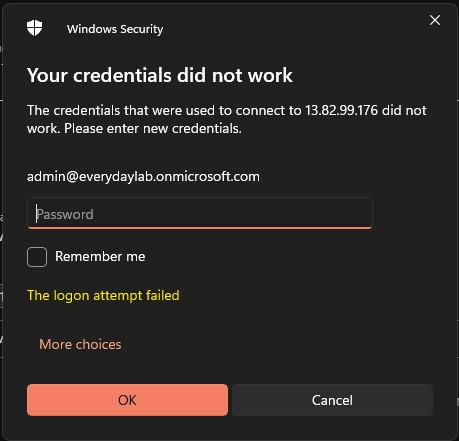 Windows Security
Your credentials did not work
The credentials that were used to connect to 13.82.99.176 did not
work. Please enter new credentials.
admin@everydaylab.onmicrosoft.com
Password
Remember me
The logon attempt failed
More choices
OK
Cancel